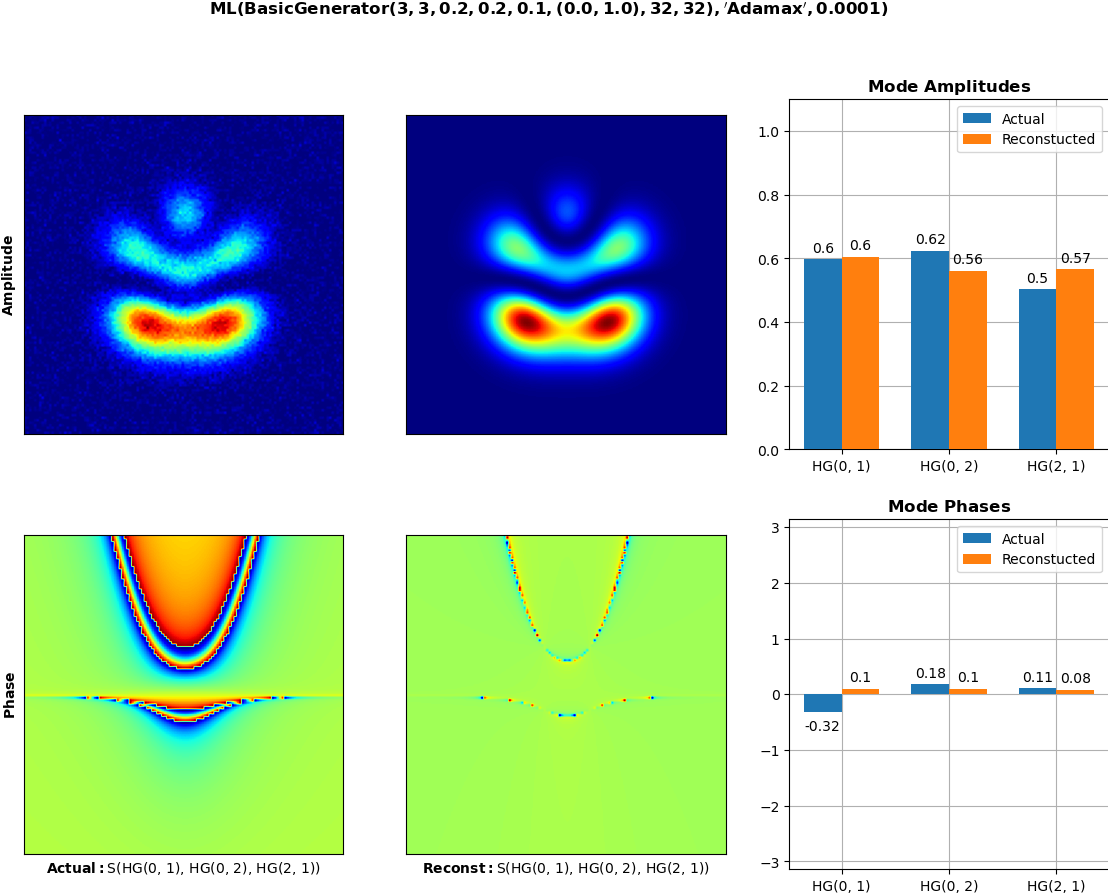 ML(BasicGenerator(3, 3, 0.2, 0.2, 0.1, (0.0, 1.0), 32, 32), ′Adamax′, 0.0001)
Amplitude
Mode Amplitudes
Actual
Reconstucted
1.0
0.8
0.6
0.4
0.2
0.0
0.6
0.6
0.62
0.56
0.5
0.57
HG(0, 1)
HG(0, 2)
HG(2, 1)
Phase
Actual: S(HG(0, 1), HG(0, 2), HG(2, 1))
Reconst: S(HG(0, 1), HG(0, 2), HG(2, 1))
Mode Phases
Actual
Reconstucted
3
2
1
0
−1
−2
−3
-0.32
0.1
0.18
0.1
0.11
0.08
HG(0, 1)
HG(0, 2)
HG(2, 1)